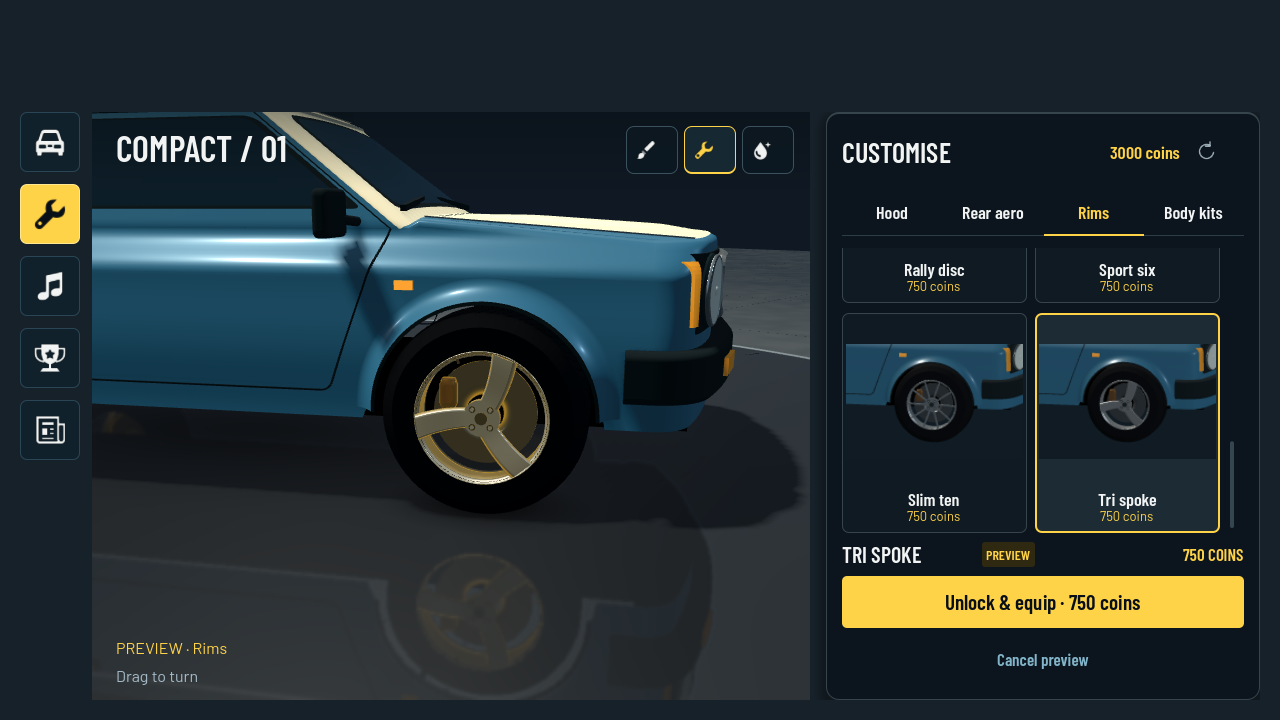 COMPACT / 01
CUSTOMISE
3000 coins
Hood
Rear aero
Rims
Body kits
Rally disc
750 coins
Sport six
750 coins
Slim ten
750 coins
Tri spoke
750 coins
TRI SPOKE
PREVIEW
750 COINS
Unlock & equip · 750 coins
Cancel preview
PREVIEW · Rims
Drag to turn